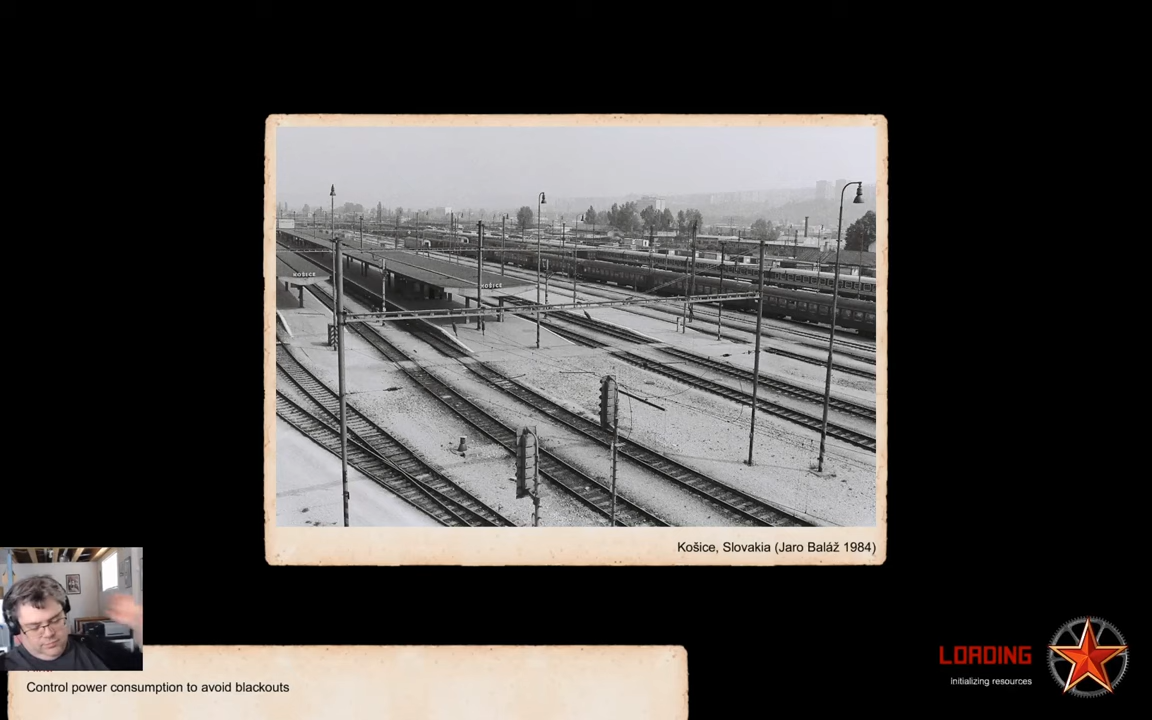 KOŠICE
KOŠICE
Košice, Slovakia (Jaro Baláž 1984)
LOADING
Initializing resources
Control power consumption to avoid blackouts